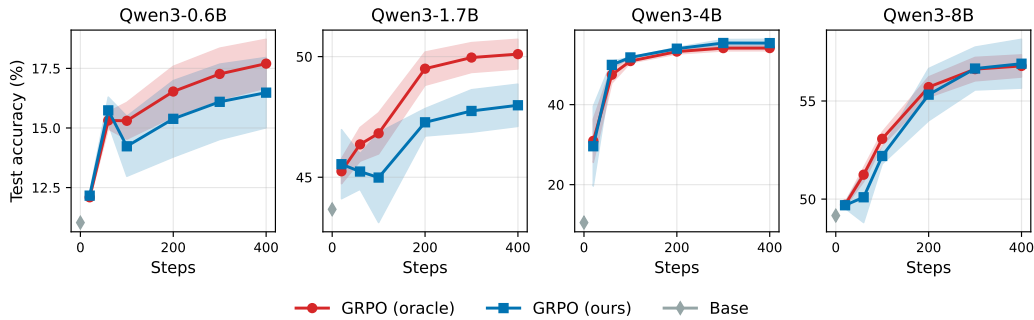 Qwen3-0.6B
Qwen3-1.7B
Qwen3-4B
Qwen3-8B
Test accuracy (%)
17.5
15.0
12.5
0
200
400
Steps
50
45
0
200
400
Steps
40
20
0
200
400
Steps
55
50
0
200
400
Steps
GRPO (oracle)
GRPO (ours)
Base